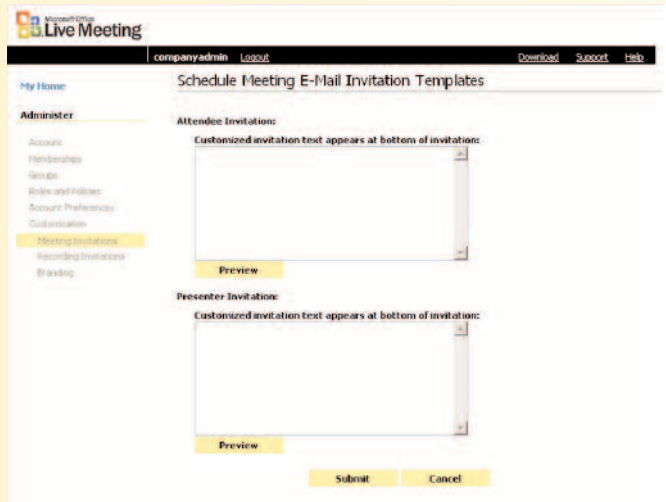 Microsoft Office
Live Meeting
companyadmin Logout Download Support Help
My Home
Schedule Meeting E-Mail Invitation Templates
Administer
Attendee Invitation:
Customized invitation text appears at bottom of invitation:
Account
Memberships
Groups
Roles and Policies
Account Preferences
Customization
Meeting Invitations
Recording Invitations
Branding
Preview
Presenter Invitation:
Customized invitation text appears at bottom of invitation:
Preview
Submit Cancel